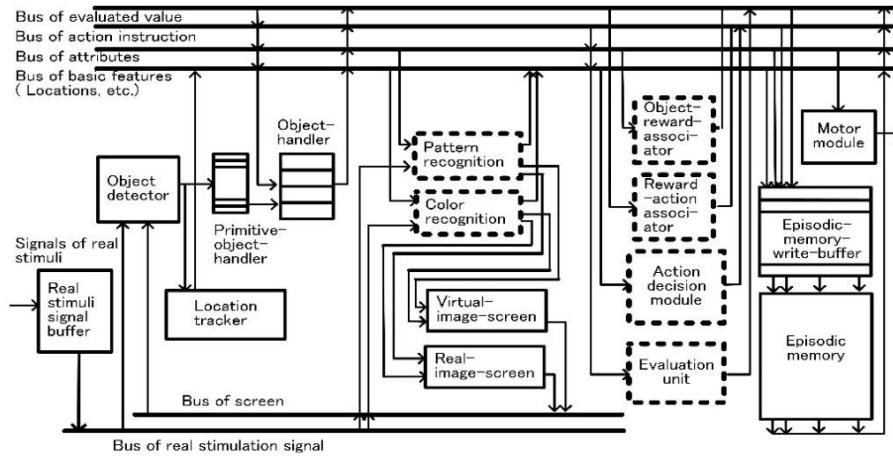 Bus of evaluated value
Bus of action instruction
Bus of attributes
Bus of basic features
( Locations, etc.)
Object-
handler
Object-
reward-
associator
Motor
module
Pattern
recognition
Object
detector
Color
recognition
Reward
-action
associator
Primitive-
object-
handler
Episodic-
memory-
write-buffer
Signals of real
stimuli
Real
stimuli
signal
buffer
Location
tracker
Action
decision
module
Virtual-
image-screen
Real-
image-screen
Evaluation
unit
Episodic
memory
Bus of screen
Bus of real stimulation signal